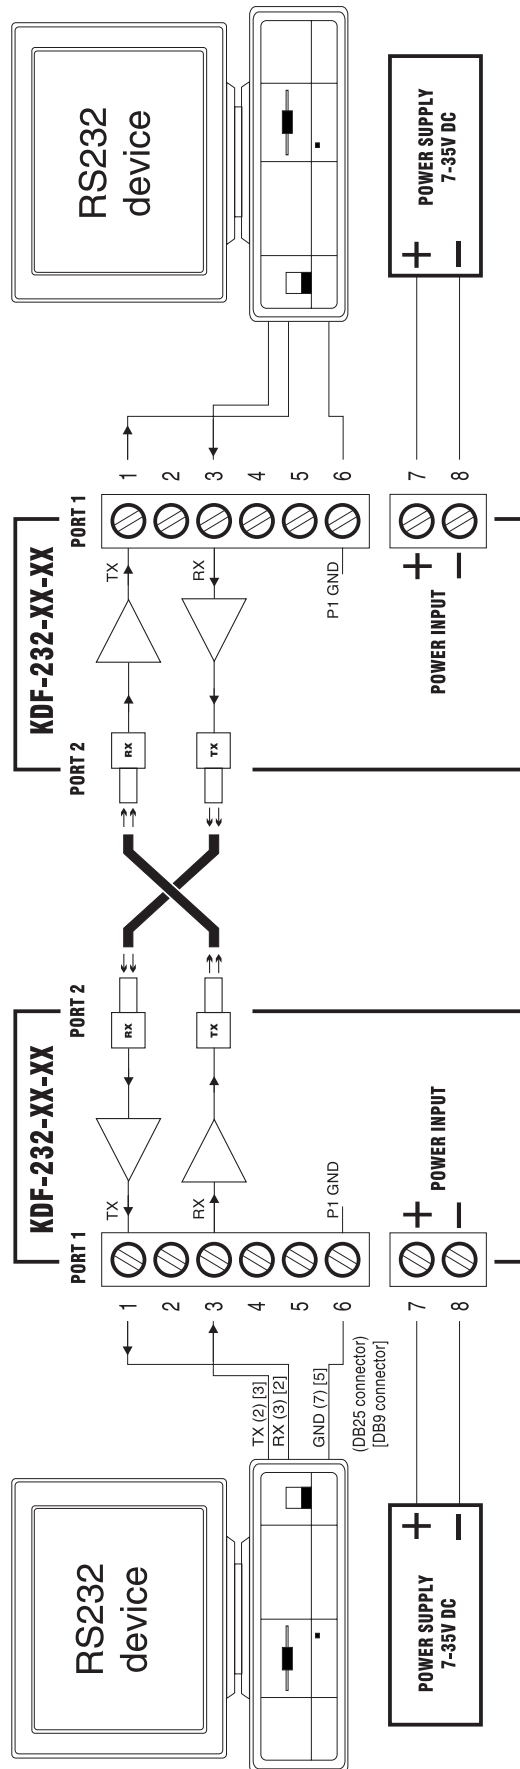 RS232
device
TX (2) [3]
RX (3) [2]
GND (7) [5]
(DB25 connector)
[DB9 connector]
POWER SUPPLY
7-35V DC
+
–
KDF-232-XX-XX
PORT 1
PORT 2
1
2
3
4
5
6
7
8
TX
RX
P1 GND
+
–
POWER INPUT
RX
TX
KDF-232-XX-XX
PORT 2
PORT 1
RX
TX
TX
RX
P1 GND
POWER INPUT
+
–
1
2
3
4
5
6
7
8
RS232
device
POWER SUPPLY
7-35V DC
+
–